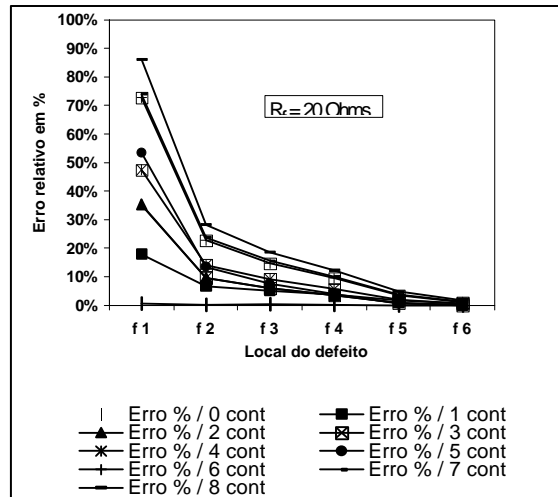 100%
90%
80%
70%
60%
50%
40%
30%
20%
10%
0%
Erro relativo em %
Rf = 20 Ohms
f 1 f 2 f 3 f 4 f 5 f 6
Local do defeito
Erro % / 0 cont Erro % / 1 cont
Erro % / 2 cont Erro % / 3 cont
Erro % / 4 cont Erro % / 5 cont
Erro % / 6 cont Erro % / 7 cont
Erro % / 8 cont